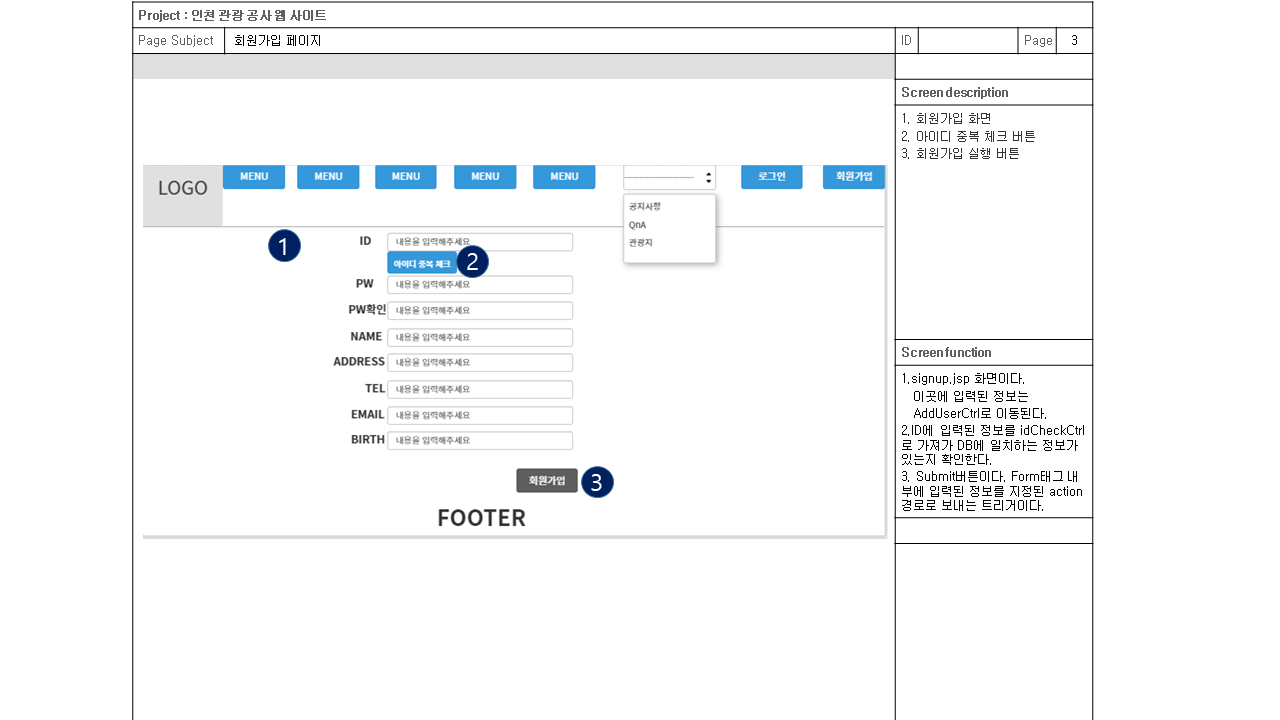 Project : 인천 관광 공사 웹 사이트
Page Subject 회원가입 페이지 ID Page 3
Screen description
1. 회원가입 화면
2. 아이디 중복 체크 버튼
3. 회원가입 실행 버튼
LOGO MENU MENU MENU MENU MENU 로그인 회원가입
공지사항
QnA
관광지
1 ID 내용을 입력해주세요
아이디 중복 체크 2
PW 내용을 입력해주세요
PW확인 내용을 입력해주세요
NAME 내용을 입력해주세요
ADDRESS 내용을 입력해주세요
TEL 내용을 입력해주세요
EMAIL 내용을 입력해주세요
BIRTH 내용을 입력해주세요
회원가입 3
FOOTER
Screen function
1.signup.jsp 화면이다.
이곳에 입력된 정보는
AddUserCtrl로 이동된다.
2.ID에 입력된 정보를 idCheckCtrl
로 가져가 DB에 일치하는 정보가
있는지 확인한다.
3. Submit버튼이다. Form태그 내
부에 입력된 정보를 지정된 action
경로로 보내는 트리거이다.